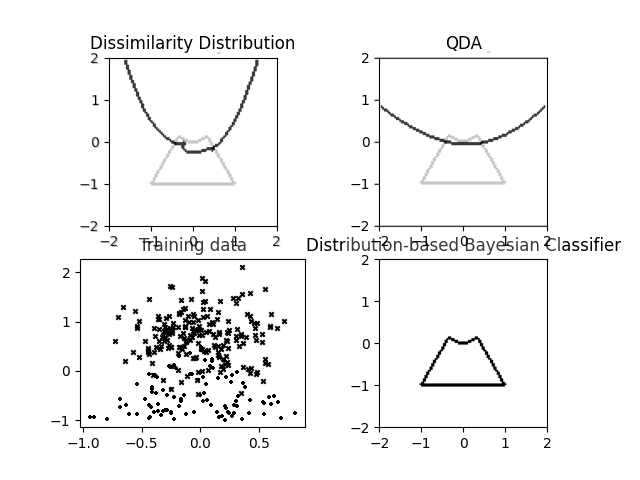 Dissimilarity Distribution
2
1
0
−1
−2
−2 −1 0 1 2
QDA
2
1
0
−1
−2
−2 −1 0 1 2
Training data
2
1
0
−1
−1.0 −0.5 0.0 0.5
Distribution-based Bayesian Classifier
2
1
0
−1
−2
−2 −1 0 1 2